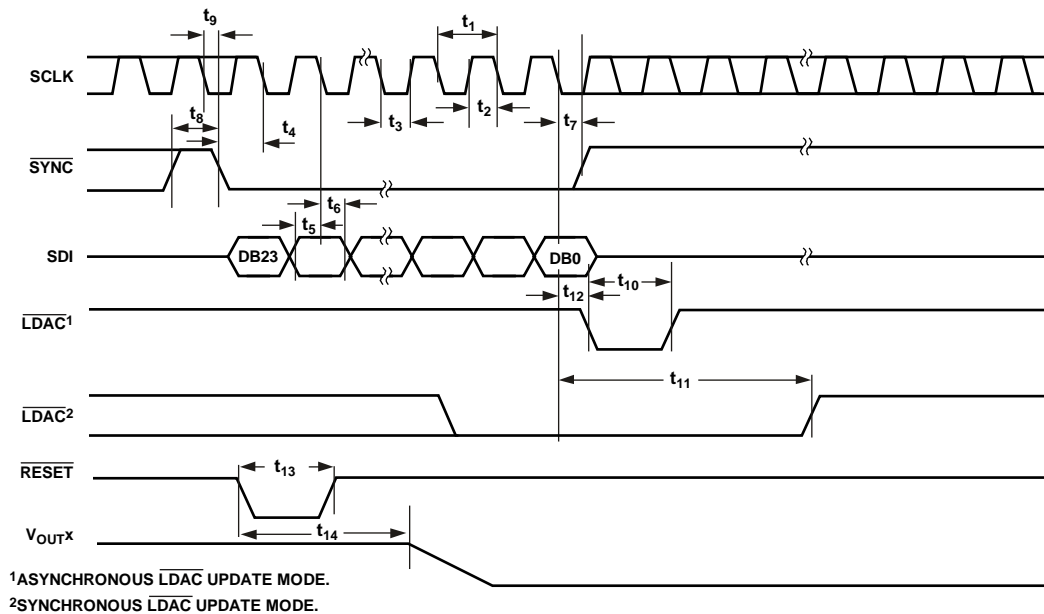 t9
t1
SCLK
t8
t4
t3
t2
t7
SYNC
t6
t5
SDI
DB23
DB0
t12
t10
LDAC1
t11
LDAC2
RESET
t13
t14
VOUTX
1ASYNCHRONOUS LDAC UPDATE MODE.
2SYNCHRONOUS LDAC UPDATE MODE.